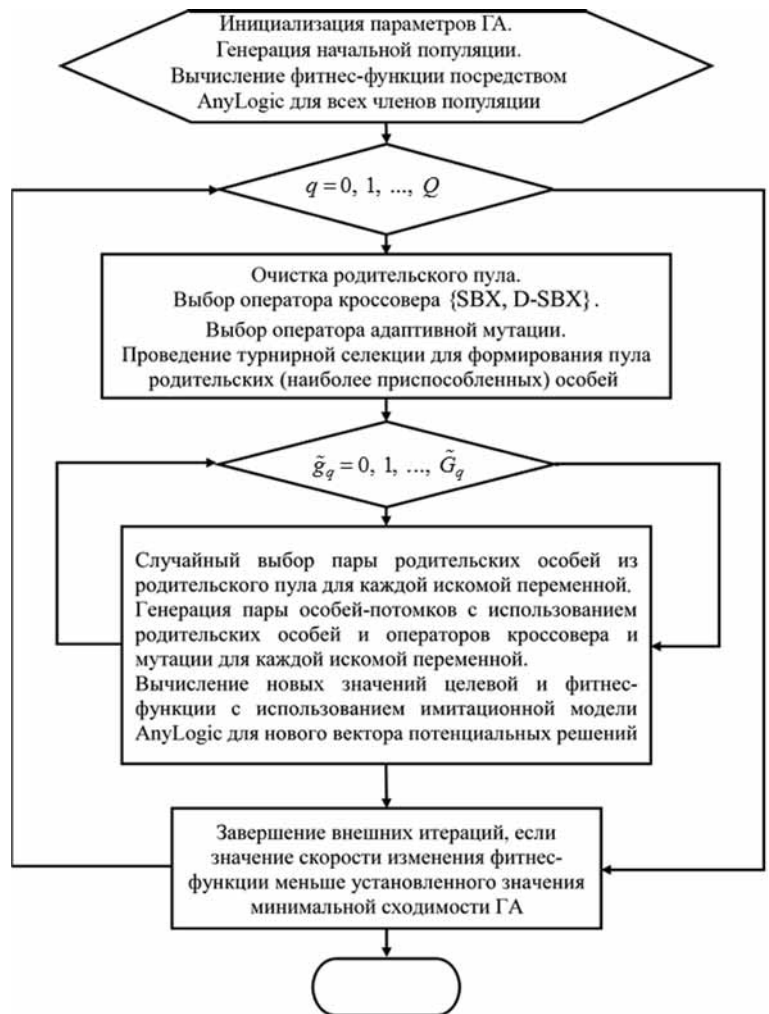 Инициализация параметров ГА.
Генерация начальной популяции.
Вычисление фитнес-функции посредством
AnyLogic для всех членов популяции
q = 0, 1, ..., Q
Очистка родительского пула.
Выбор оператора кроссовера {SBX, D-SBX}.
Выбор оператора адаптивной мутации.
Проведение турнирной селекции для формирования пула
родительских (наиболее приспособленных) особей
g̃_q = 0, 1, ..., G̃_q
Случайный выбор пары родительских особей из
родительского пула для каждой искомой переменной.
Генерация пары особей-потомков с использованием
родительских особей и операторов кроссовера и
мутации для каждой искомой переменной.
Вычисление новых значений целевой и фитнес-
функции с использованием имитационной модели
AnyLogic для нового вектора потенциальных решений
Завершение внешних итераций, если
значение скорости изменения фитнес-
функции меньше установленного значения
минимальной сходимости ГА